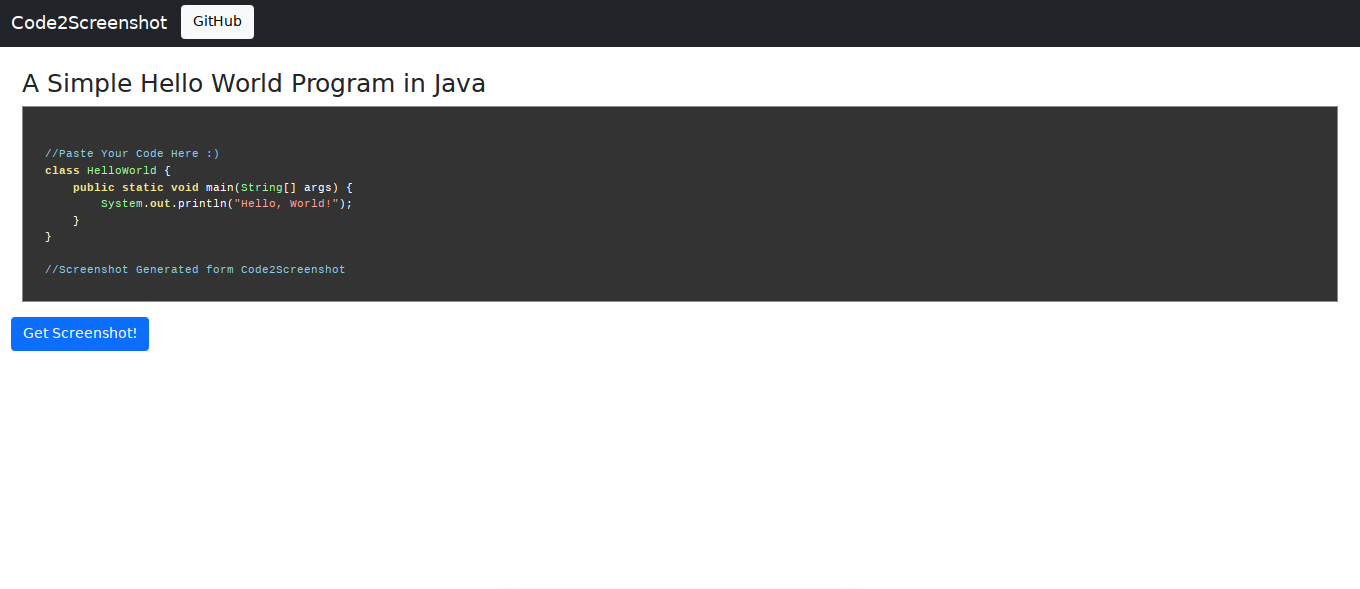 Code2Screenshot GitHub
A Simple Hello World Program in Java
//Paste Your Code Here :)
class HelloWorld {
    public static void main(String[] args) {
        System.out.println("Hello, World!");
    }
}
//Screenshot Generated form Code2Screenshot
Get Screenshot!